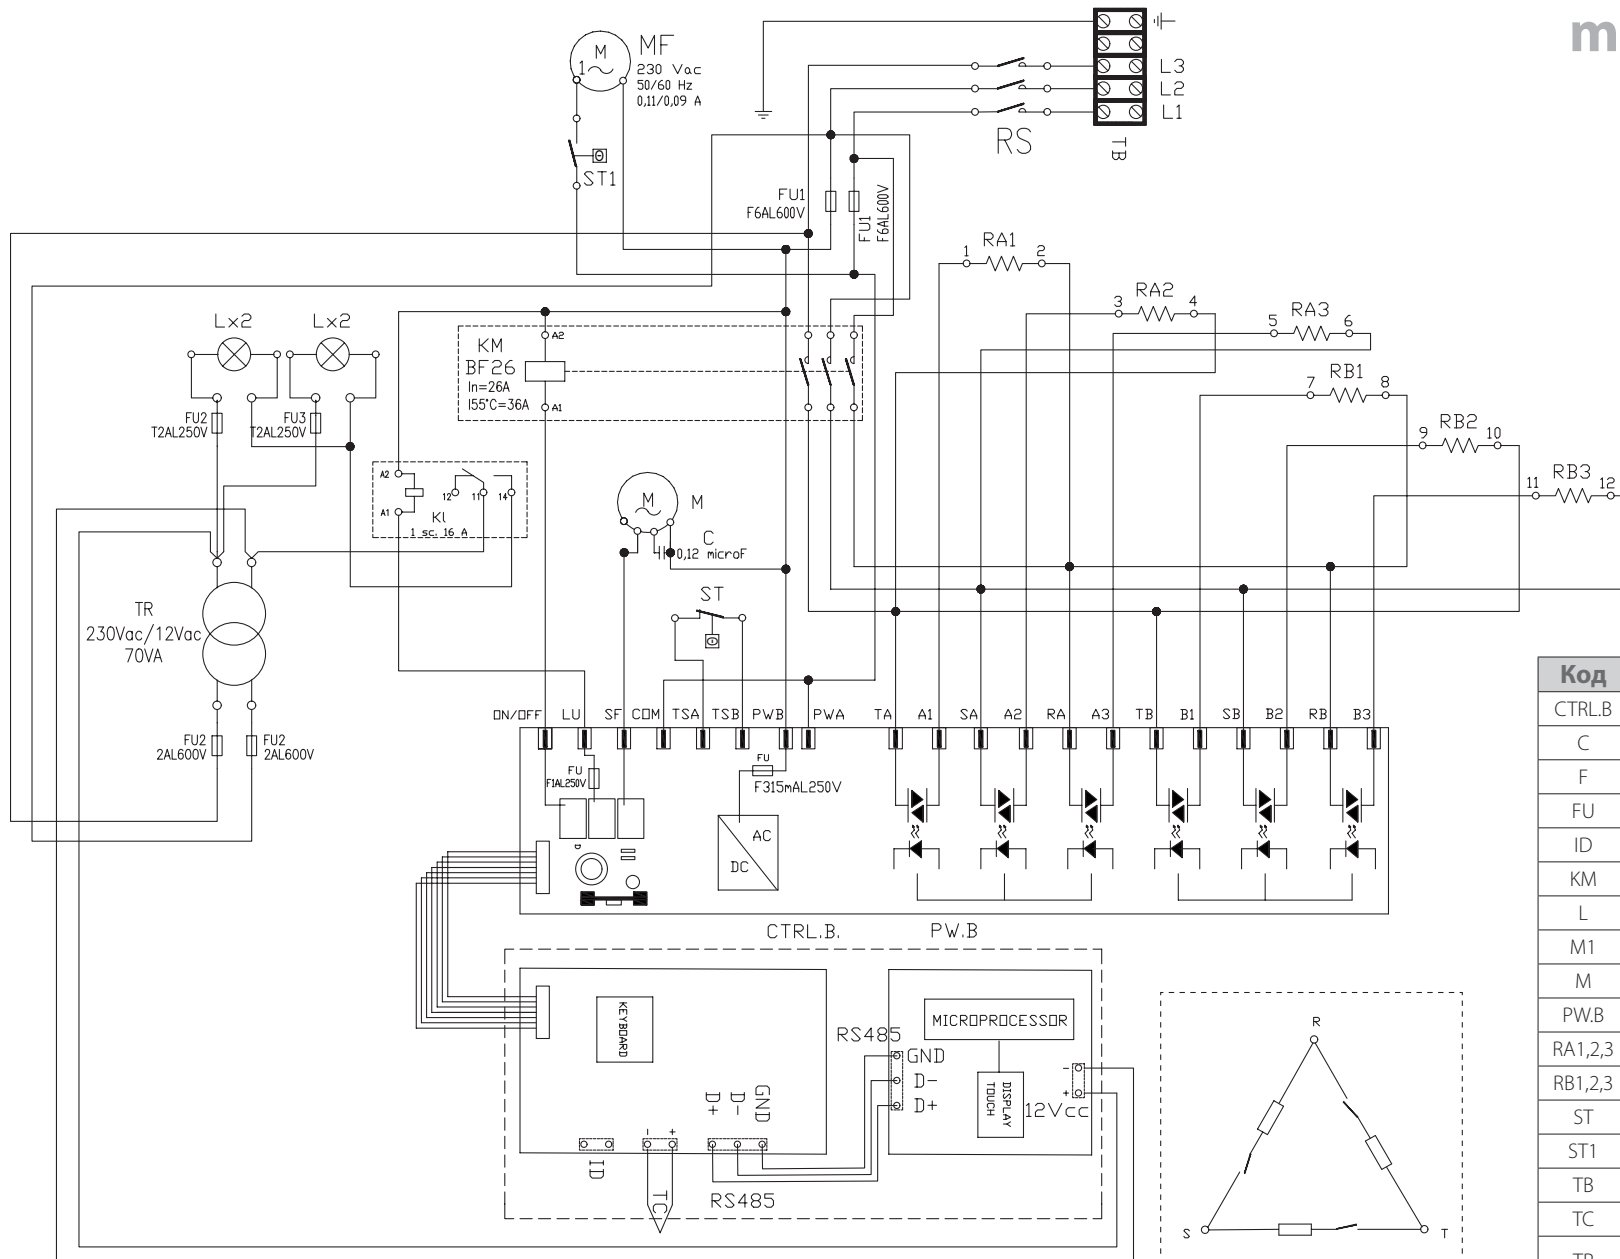 m
M
1
MF
230 Vac
50/60 Hz
0,11/0,09 A
ST1
L3
L2
L1
RS
TB
FU1
F6AL600V
FU1
F6AL600V
1 RA1 2
3 RA2 4
5 RA3 6
7 RB1 8
9 RB2 10
11 RB3 12
Lx2
Lx2
FU2
T2AL250V
FU3
T2AL250V
KM
BF26
In=26A
I55°C=36A
A2
A1
A2
A1
12
11
14
Kl
1 sc. 16 A
M
M
C
0,12 microF
ST
TR
230Vac/12Vac
70VA
FU2
2AL600V
FU2
2AL600V
ON/OFF LU SF COM TSA TSB PWB PWA TA A1 SA A2 RA A3 TB B1 SB B2 RB B3
FU
F1AL250V
FU
F315mAL250V
AC
DC
CTRL.B.
PW.B
KEYBOARD
MICROPROCESSOR
DISPLAY
TOUCH
RS485
GND
D-
D+
12Vcc
-
+
D+
D-
GND
- +
ID
TC
RS485
R
S
T
Код
CTRL.B
C
F
FU
ID
KM
L
M1
M
PW.B
RA1,2,3
RB1,2,3
ST
ST1
TB
TC
TR